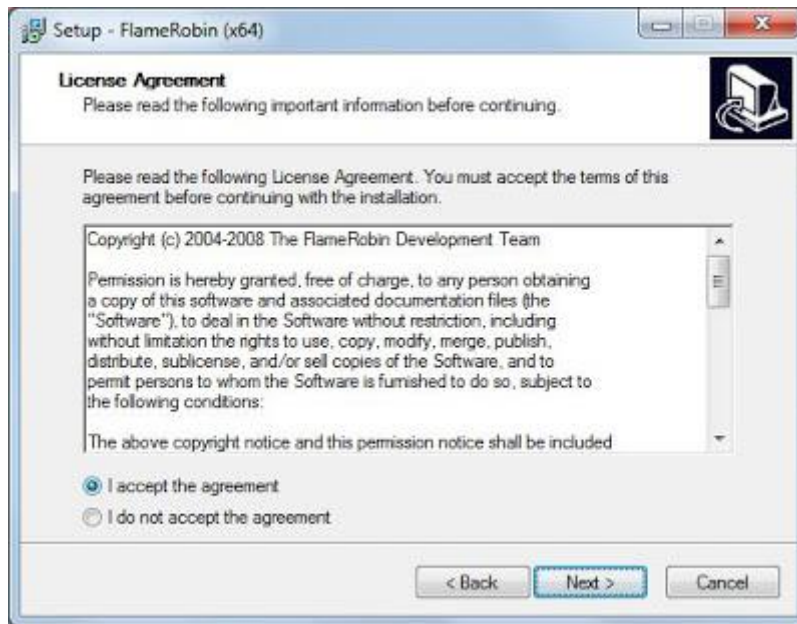 Setup - FlameRobin (x64)
License Agreement
Please read the following important information before continuing.
Please read the following License Agreement. You must accept the terms of this
agreement before continuing with the installation.
Copyright (c) 2004-2008 The FlameRobin Development Team
Permission is hereby granted, free of charge, to any person obtaining
a copy of this software and associated documentation files (the
"Software"), to deal in the Software without restriction, including
without limitation the rights to use, copy, modify, merge, publish,
distribute, sublicense, and/or sell copies of the Software, and to
permit persons to whom the Software is furnished to do so, subject to
the following conditions:
The above copyright notice and this permission notice shall be included
I accept the agreement
I do not accept the agreement
< Back
Next >
Cancel